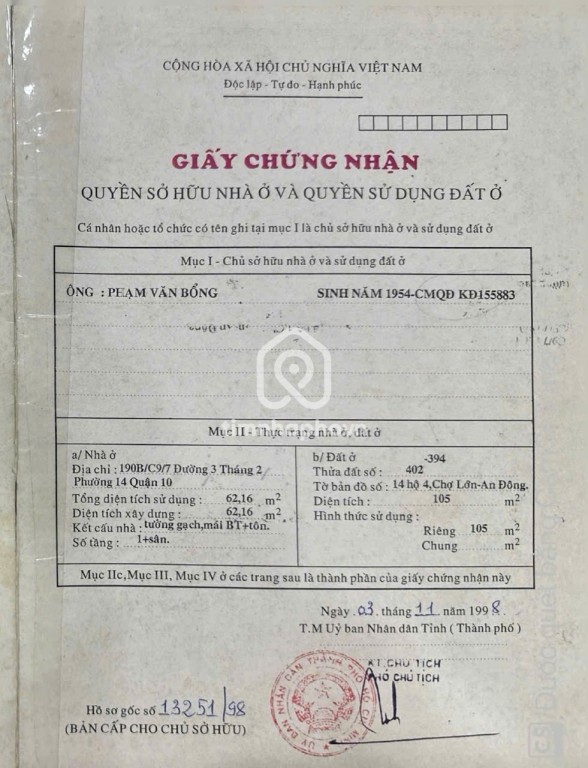 CỘNG HÒA XÃ HỘI CHỦ NGHĨA VIỆT NAM
Độc lập - Tự do - Hạnh phúc
GIẤY CHỨNG NHẬN
QUYỀN SỞ HỮU NHÀ Ở VÀ QUYỀN SỬ DỤNG ĐẤT Ở
Cá nhân hoặc tổ chức có tên ghi tại mục I là chủ sở hữu nhà ở và sử dụng đất ở
Mục I - Chủ sở hữu nhà ở và sử dụng đất ở
ÔNG : PHẠM VĂN BỔNG SINH NĂM 1954-CMQĐ KĐ155883
Mục II - Thực trạng nhà ở, đất ở
a/ Nhà ở
Địa chỉ : 190B/C9/7 Đường 3 Tháng 2
Phường 14 Quận 10
Tổng diện tích sử dụng : 62,16 m2
Diện tích xây dựng : 62,16 m2
Kết cấu nhà : tường gạch,mái BT+tôn.
Số tầng : 1+sân.
b/ Đất ở -394
Thửa đất số : 402
Tờ bản đồ số : 14 hộ 4,Chợ Lớn-An Đông.
Diện tích : 105 m2
Hình thức sử dụng :
Riêng 105 m2
Chung m2
Mục IIc,Mục III, Mục IV ở các trang sau là thành phần của giấy chứng nhận này
Ngày 03 tháng 11 năm 1998.
T.M Uỷ ban Nhân dân Tỉnh ( Thành phố )
KT.CHỦ TỊCH
PHÓ CHỦ TỊCH
ỦY BAN NHÂN DÂN THÀNH PHỐ HỒ CHÍ MINH
Hồ sơ gốc số 13251/98
(BẢN CẤP CHO CHỦ SỞ HỮU)